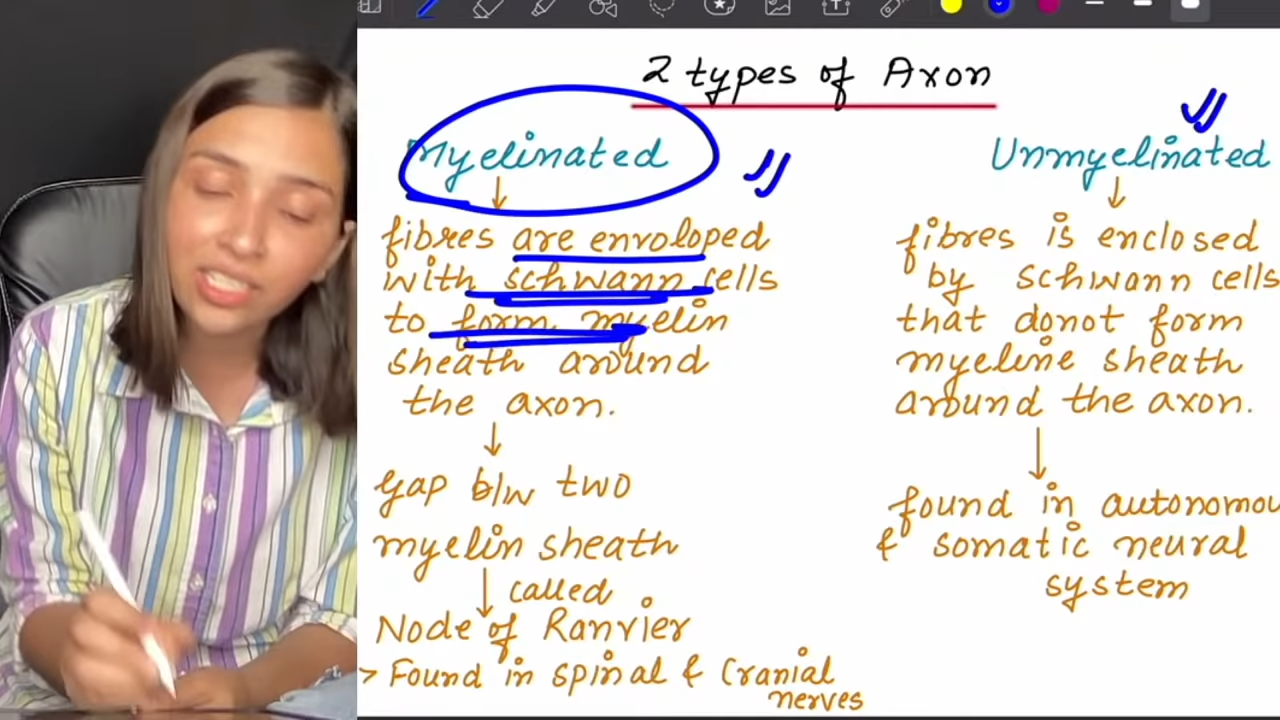 2 types of Axon
Myelinated
fibres are enveloped
with schwann cells
to form myelin
sheath around
the axon.
gap b/w two
myelin sheath
called
Node of Ranvier
> Found in spinal & Cranial
nerves
Unmyelinated
fibres is enclosed
by schwann cells
that donot form
myeline sheath
around the axon.
found in autonomou
& somatic neural
system